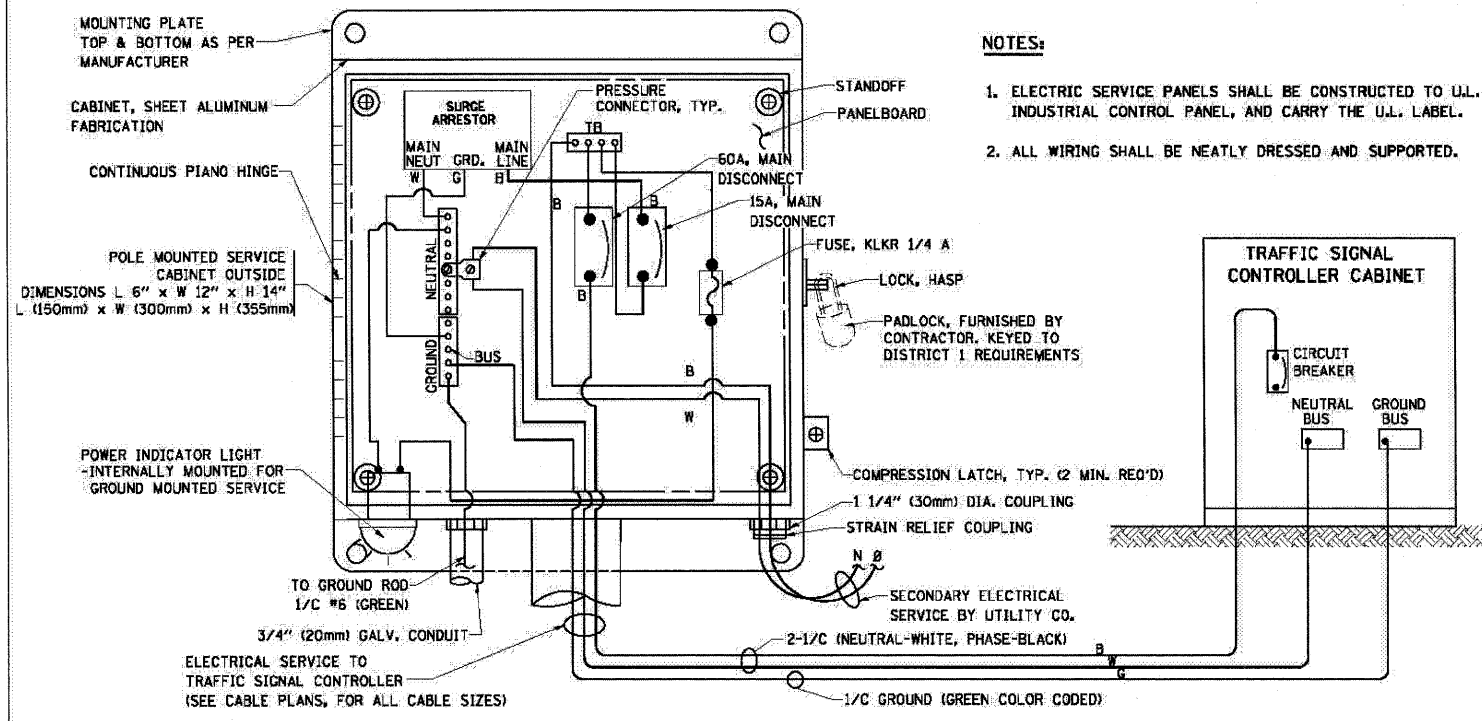 MOUNTING PLATE
TOP & BOTTOM AS PER
MANUFACTURER
CABINET, SHEET ALUMINUM
FABRICATION
CONTINUOUS PIANO HINGE
POLE MOUNTED SERVICE
CABINET OUTSIDE
DIMENSIONS L 6" x W 12" x H 14"
L (150mm) x W (300mm) x H (355mm)
POWER INDICATOR LIGHT
-INTERNALLY MOUNTED FOR
GROUND MOUNTED SERVICE
SURGE
ARRESTOR
MAIN
NEUT
GRD.
MAIN
LINE
W
G
B
PRESSURE
CONNECTOR, TYP.
TB
NEUTRAL
GROUND
BUS
B
B
B
B
W
STANDOFF
PANELBOARD
60A, MAIN
DISCONNECT
15A, MAIN
DISCONNECT
FUSE, KLKR 1/4 A
LOCK, HASP
PADLOCK, FURNISHED BY
CONTRACTOR. KEYED TO
DISTRICT 1 REQUIREMENTS
COMPRESSION LATCH, TYP. (2 MIN. REQ'D)
1 1/4" (30mm) DIA. COUPLING
STRAIN RELIEF COUPLING
N Ø
SECONDARY ELECTRICAL
SERVICE BY UTILITY CO.
TO GROUND ROD
1/C #6 (GREEN)
3/4" (20mm) GALV. CONDUIT
ELECTRICAL SERVICE TO
TRAFFIC SIGNAL CONTROLLER
(SEE CABLE PLANS, FOR ALL CABLE SIZES)
2-1/C (NEUTRAL-WHITE, PHASE-BLACK)
B
W
G
1/C GROUND (GREEN COLOR CODED)
NOTES:
1. ELECTRIC SERVICE PANELS SHALL BE CONSTRUCTED TO U.L.
INDUSTRIAL CONTROL PANEL, AND CARRY THE U.L. LABEL.
2. ALL WIRING SHALL BE NEATLY DRESSED AND SUPPORTED.
TRAFFIC SIGNAL
CONTROLLER CABINET
CIRCUIT
BREAKER
NEUTRAL
BUS
GROUND
BUS